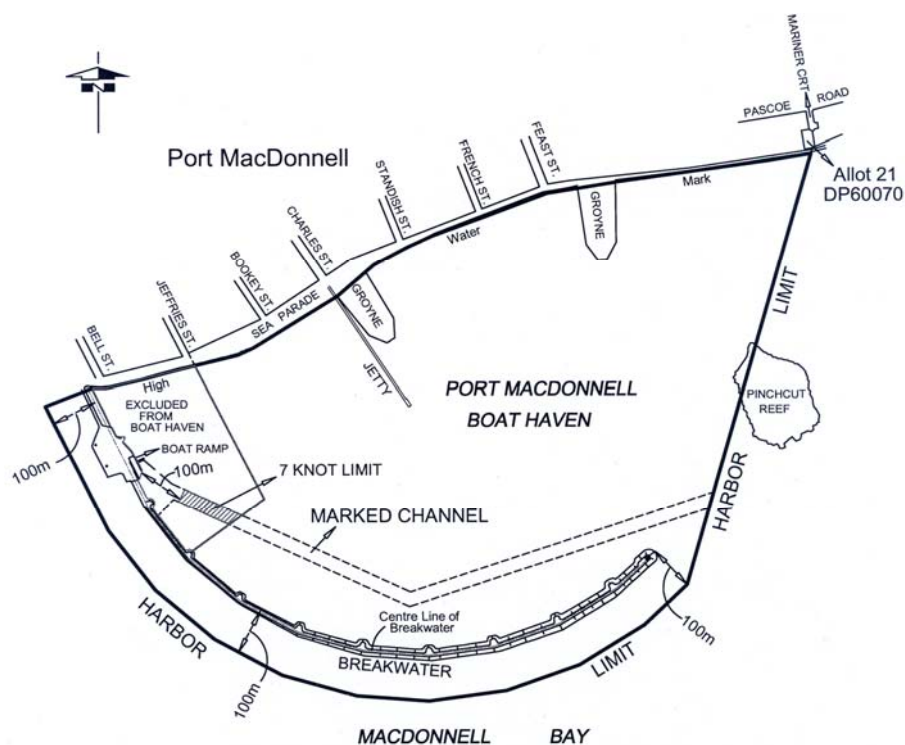 N
MARINER CRT
PASCOE ROAD
Port MacDonnell
Allot 21
DP60070
FEAST ST.
FRENCH ST.
STANDISH ST.
CHARLES ST.
BOOKEY ST.
JEFFRIES ST.
BELL ST.
GROYNE
Mark
Water
SEA PARADE
GROYNE
JETTY
High
LIMIT
PINCHCUT
REEF
HARBOR
PORT MACDONNELL
BOAT HAVEN
EXCLUDED
FROM
BOAT HAVEN
BOAT RAMP
100m
100m
7 KNOT LIMIT
MARKED CHANNEL
Centre Line of
Breakwater
BREAKWATER
HARBOR
100m
LIMIT
100m
MACDONNELL BAY